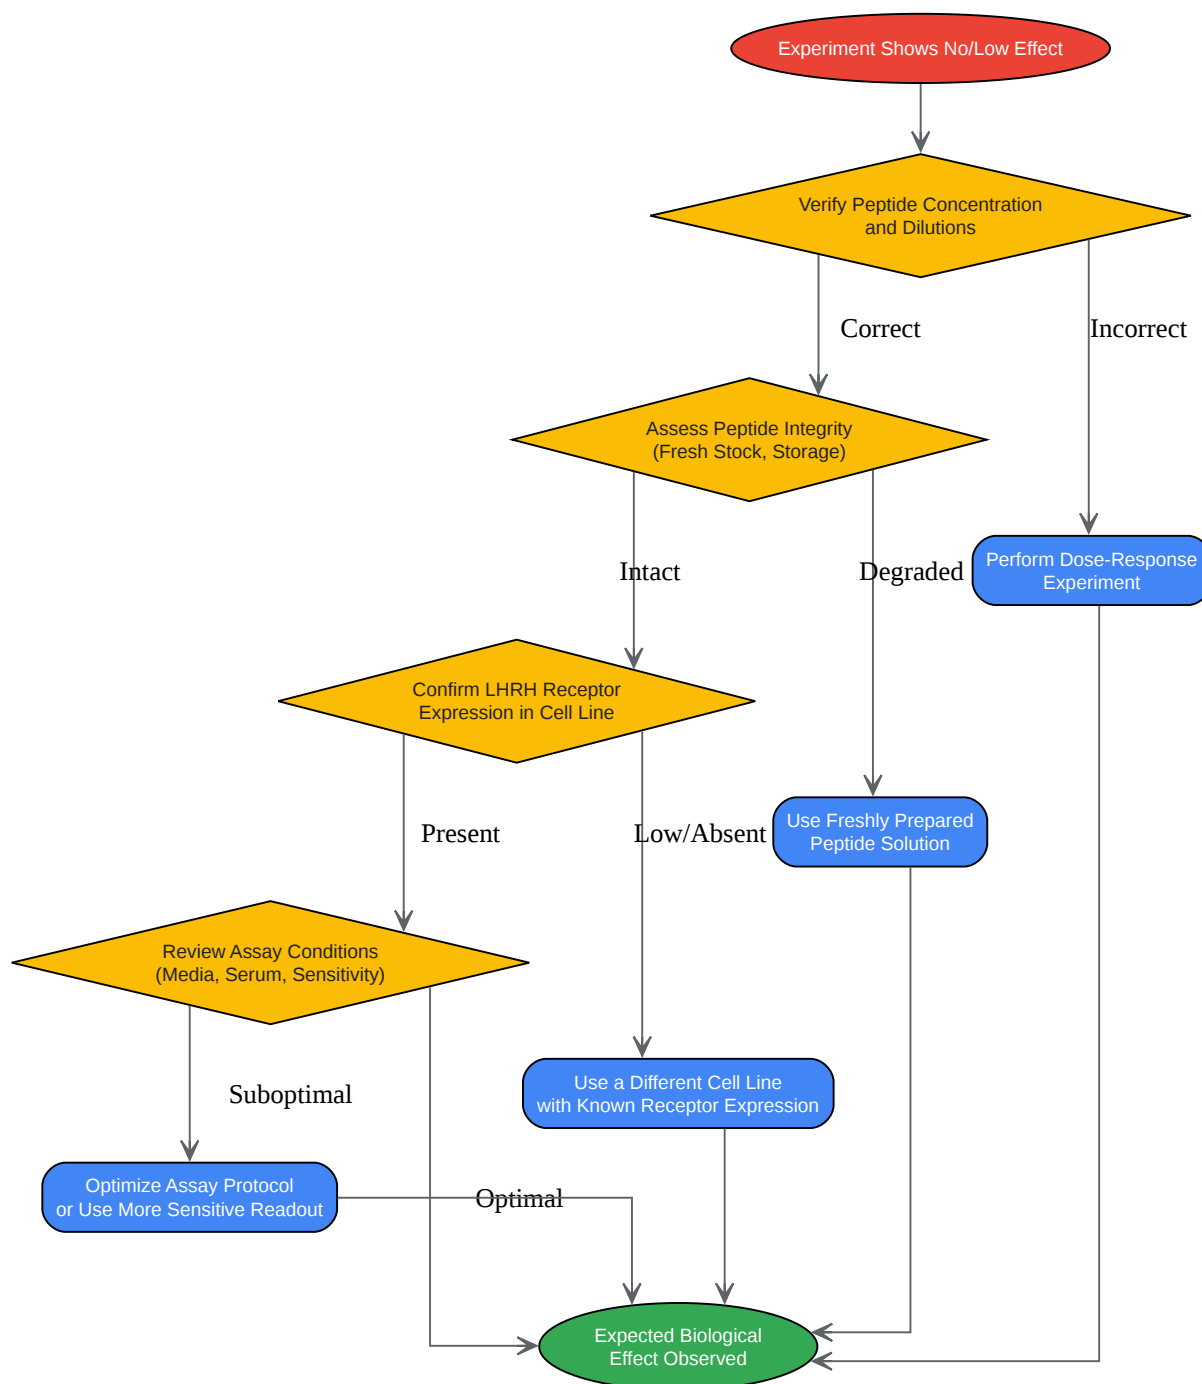 Experiment Shows No/Low Effect
Verify Peptide Concentration
and Dilutions
Correct
Incorrect
Assess Peptide Integrity
(Fresh Stock, Storage)
Intact
Degraded
Perform Dose-Response
Experiment
Confirm LHRH Receptor
Expression in Cell Line
Present
Low/Absent
Use Freshly Prepared
Peptide Solution
Review Assay Conditions
(Media, Serum, Sensitivity)
Suboptimal
Use a Different Cell Line
with Known Receptor Expression
Optimize Assay Protocol
or Use More Sensitive Readout
Optimal
Expected Biological
Effect Observed